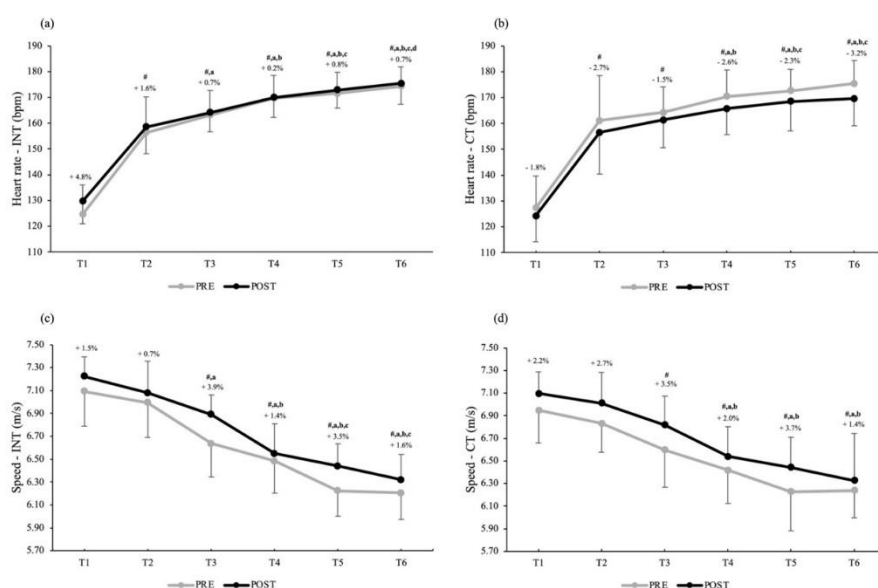 (a)
190
180
170
160
150
140
130
120
110
Heart rate - INT (bpm)
+ 4.8%
#
+ 1.6%
#,a
+ 0.7%
#,a,b
+ 0.2%
#,a,b,c
+ 0.8%
#,a,b,c,d
+ 0.7%
T1 T2 T3 T4 T5 T6
PRE POST
(b)
190
180
170
160
150
140
130
120
110
Heart rate - CT (bpm)
- 1.8%
#
- 2.7%
#
- 1.5%
#,a,b
- 2.6%
#,a,b,c
- 2.3%
#,a,b,c
- 3.2%
T1 T2 T3 T4 T5 T6
PRE POST
(c)
7.50
7.30
7.10
6.90
6.70
6.50
6.30
6.10
5.90
5.70
Speed - INT (m/s)
+ 1.5%
+ 0.7%
#,a
+ 3.9%
#,a,b
+ 1.4%
#,a,b,c
+ 3.5%
#,a,b,c
+ 1.6%
T1 T2 T3 T4 T5 T6
PRE POST
(d)
7.50
7.30
7.10
6.90
6.70
6.50
6.30
6.10
5.90
5.70
Speed - CT (m/s)
+ 2.2%
+ 2.7%
#
+ 3.5%
#,a,b
+ 2.0%
#,a,b
+ 3.7%
#,a,b
+ 1.4%
T1 T2 T3 T4 T5 T6
PRE POST